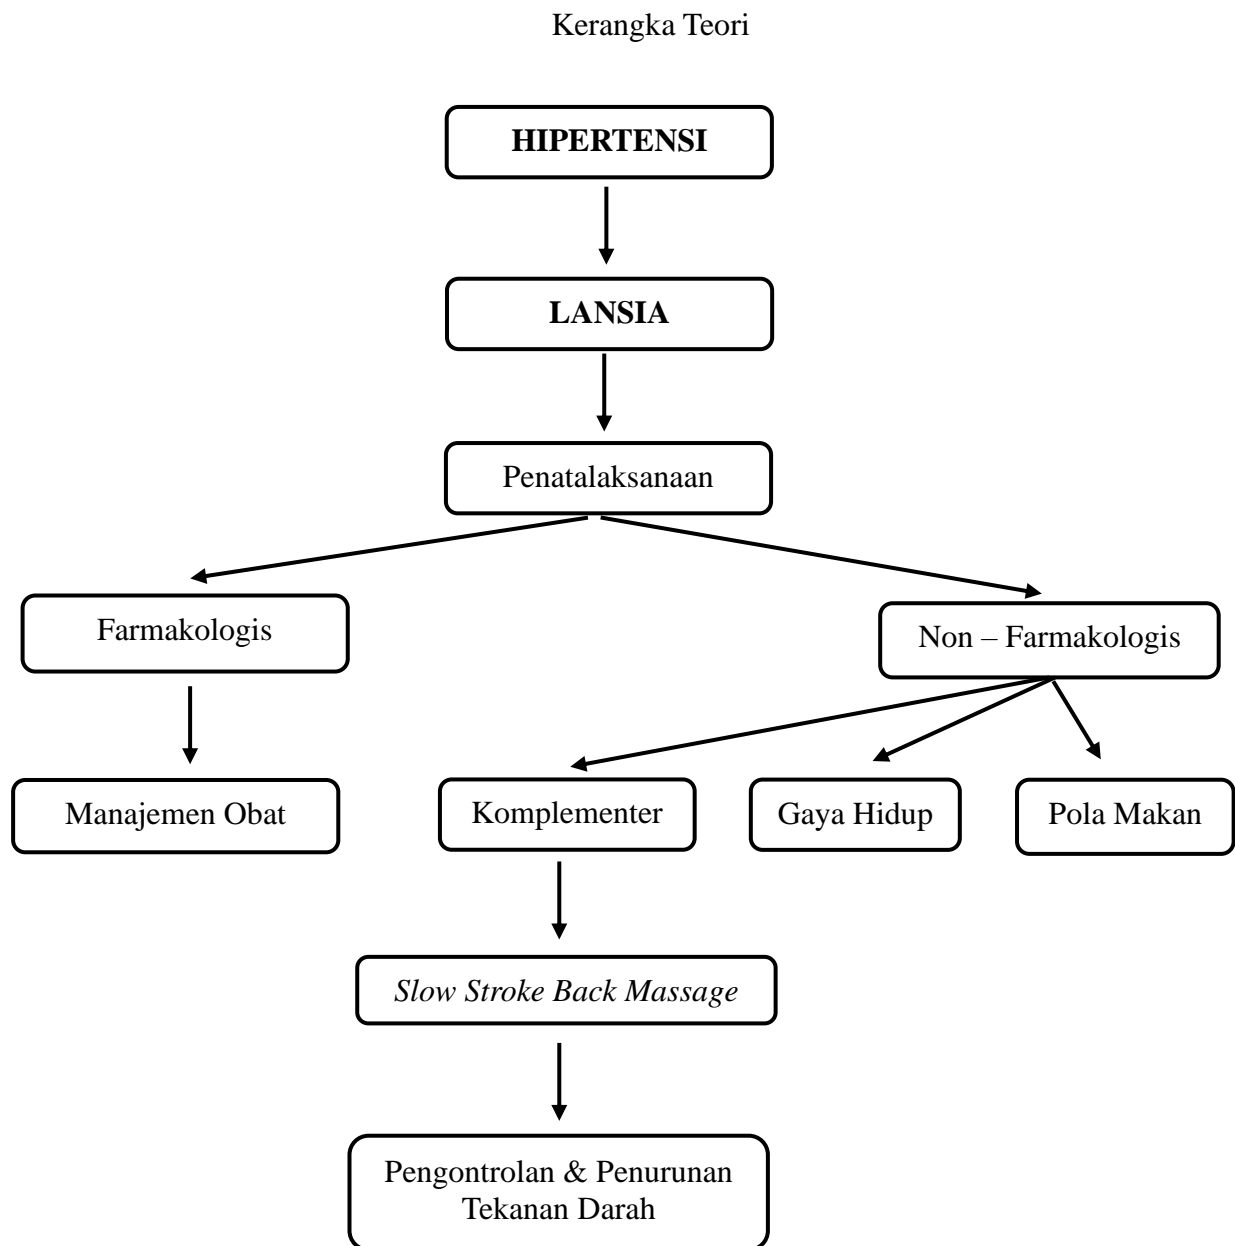 Kerangka Teori
HIPERTENSI
LANSIA
Penatalaksanaan
Farmakologis
Non – Farmakologis
Manajemen Obat
Komplementer
Gaya Hidup
Pola Makan
Slow Stroke Back Massage
Pengontrolan & Penurunan
Tekanan Darah